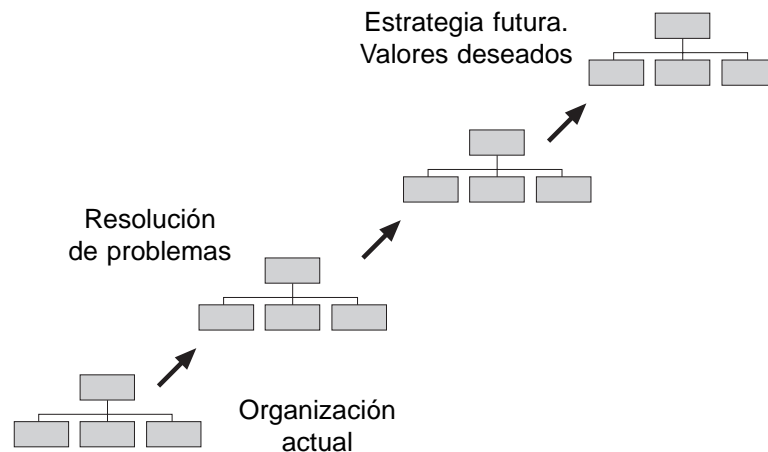 Estrategia futura.
Valores deseados
Resolución
de problemas
Organización
actual